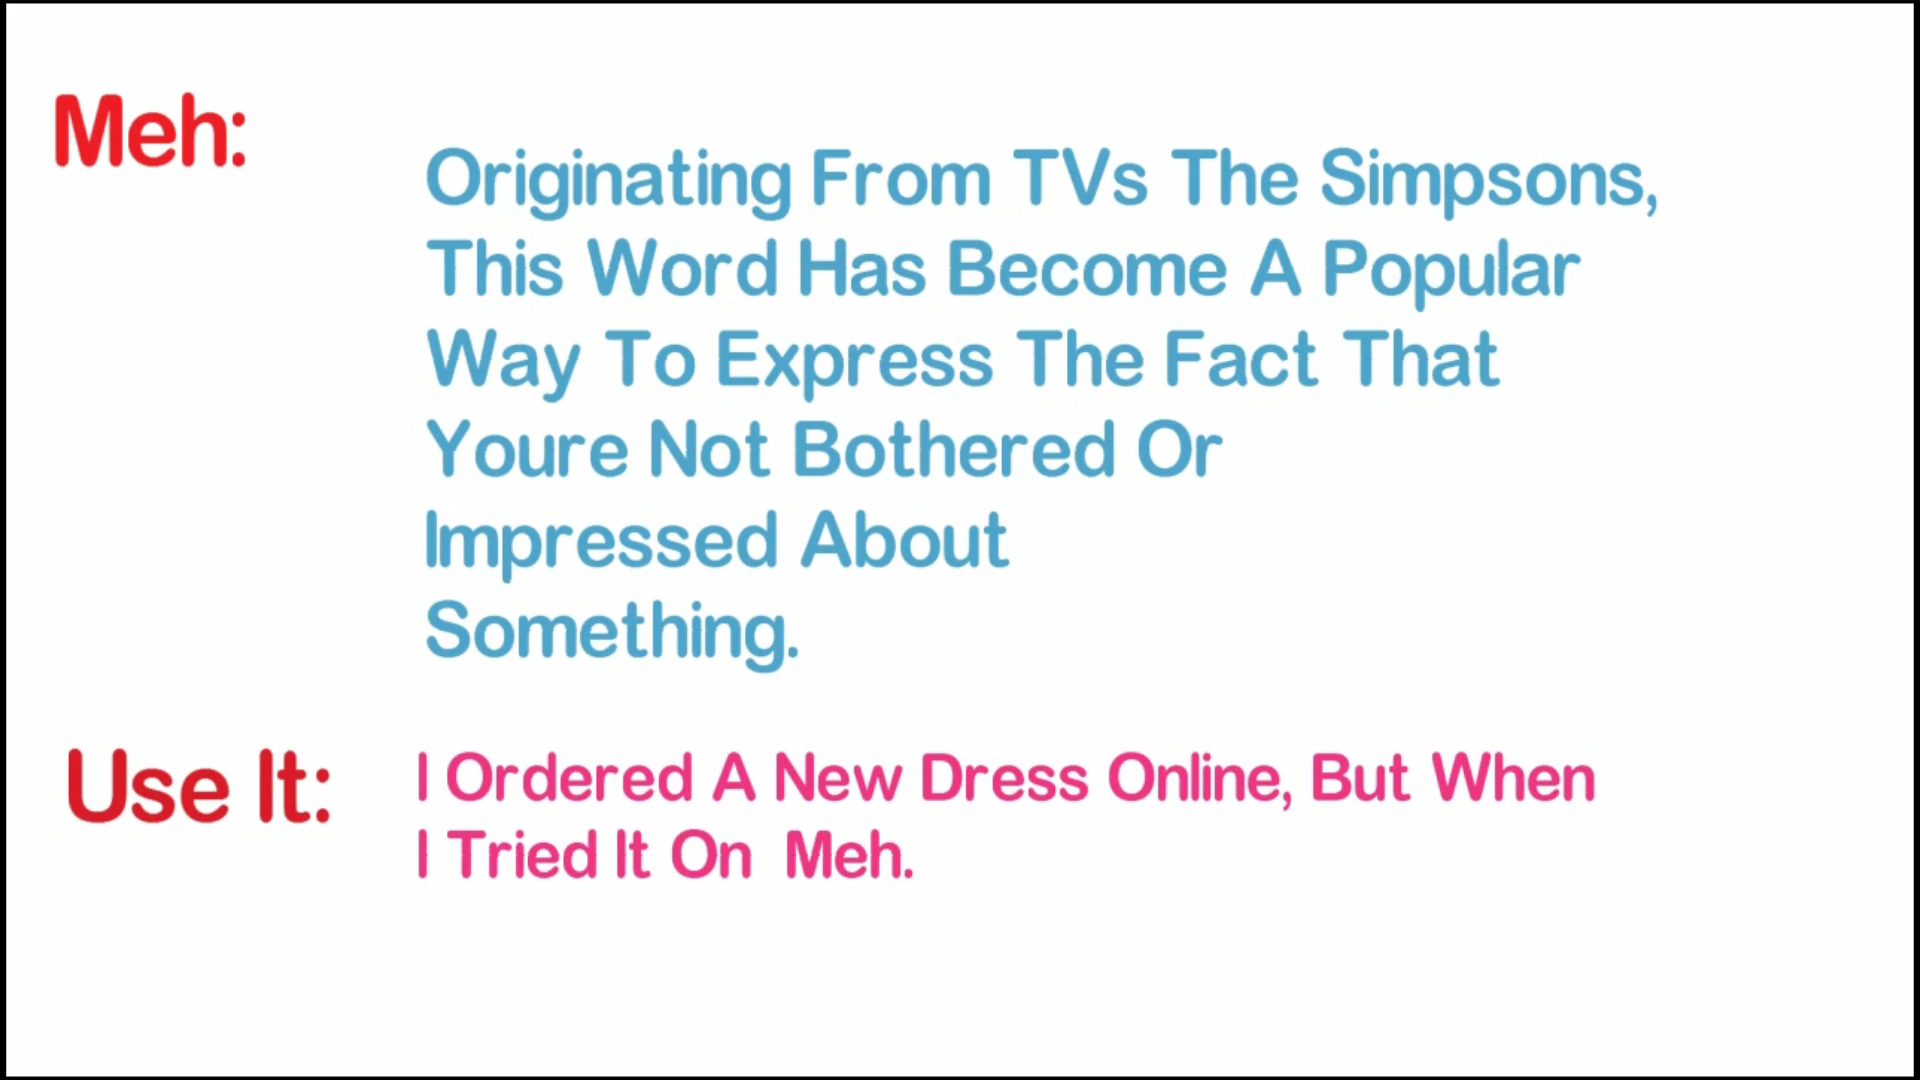 Meh:
Originating From TVs The Simpsons,
This Word Has Become A Popular
Way To Express The Fact That
Youre Not Bothered Or
Impressed About
Something.
Use It:
I Ordered A New Dress Online, But When
I Tried It On  Meh.